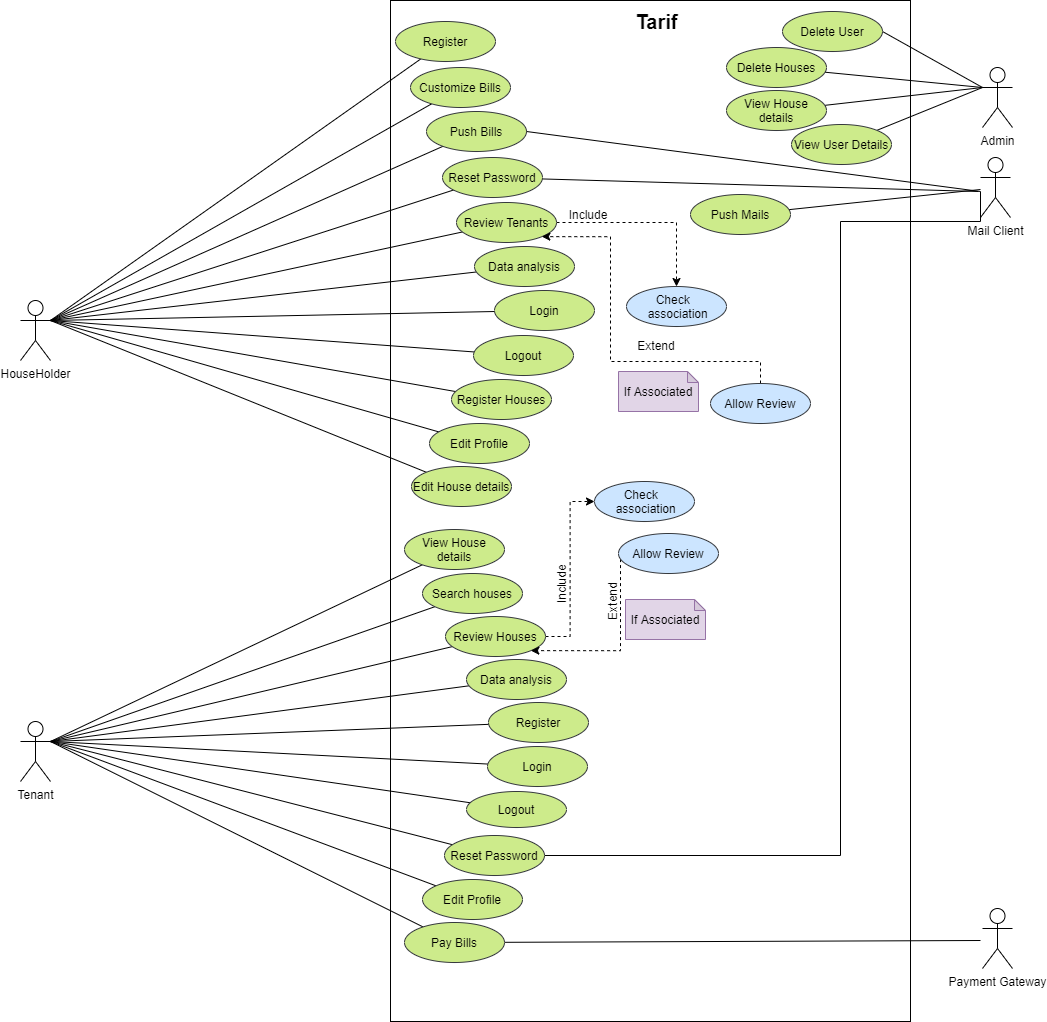 Tarif
Register
Delete User
Customize Bills
Delete Houses
View House
details
Push Bills
View User Details
Admin
Reset Password
Push Mails
Mail Client
Review Tenants
Include
Data analysis
Check
association
Login
Extend
Logout
HouseHolder
If Associated
Allow Review
Register Houses
Edit Profile
Edit House details
Check
association
View House
details
Allow Review
Search houses
Include
Extend
If Associated
Review Houses
Data analysis
Register
Login
Tenant
Logout
Reset Password
Edit Profile
Pay Bills
Payment Gateway